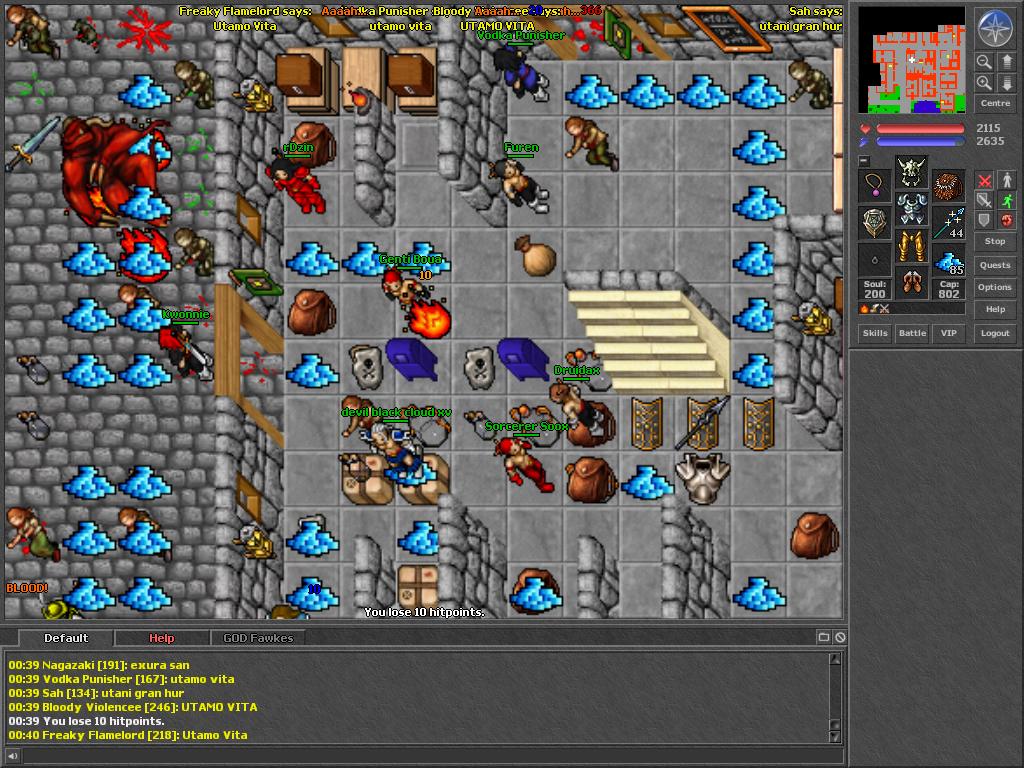 Freaky Flamelord says:
Utamo Vita
utamo vita
UTAMO VITA
Sah says:
utani gran hur
Vodka Punisher
rDzin
Furen
Genti Boua
10
Kwonnie
Druidax
devil black cloud xv
Sorcerer Soox
BLOOD!
10
You lose 10 hitpoints.
Centre
2115
2635
44
85
Soul:
200
Cap:
802
Stop
Quests
Options
Help
Skills
Battle
VIP
Logout
Default
Help
GOD Fawkes
00:39 Nagazaki [191]: exura san
00:39 Vodka Punisher [167]: utamo vita
00:39 Sah [134]: utani gran hur
00:39 Bloody Violencee [246]: UTAMO VITA
00:39 You lose 10 hitpoints.
00:40 Freaky Flamelord [218]: Utamo Vita